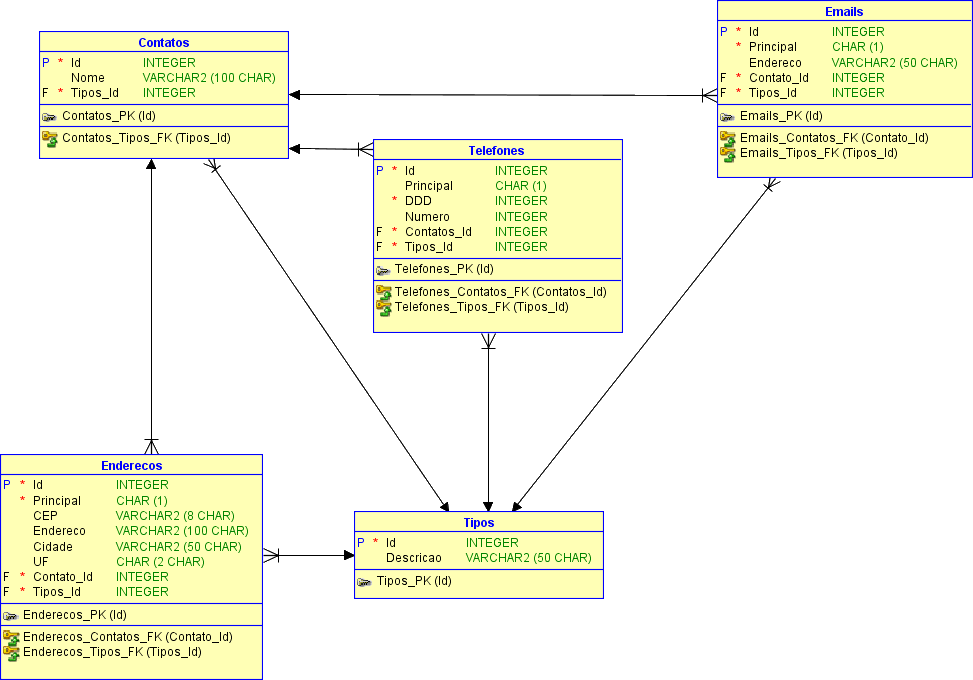 Contatos
P * Id INTEGER
Nome VARCHAR2 (100 CHAR)
F * Tipos_Id INTEGER
Contatos_PK (Id)
Contatos_Tipos_FK (Tipos_Id)
Emails
P * Id INTEGER
* Principal CHAR (1)
Endereco VARCHAR2 (50 CHAR)
F * Contato_Id INTEGER
F * Tipos_Id INTEGER
Emails_PK (Id)
Emails_Contatos_FK (Contato_Id)
Emails_Tipos_FK (Tipos_Id)
Telefones
P * Id INTEGER
Principal CHAR (1)
* DDD INTEGER
Numero INTEGER
F * Contatos_Id INTEGER
F * Tipos_Id INTEGER
Telefones_PK (Id)
Telefones_Contatos_FK (Contatos_Id)
Telefones_Tipos_FK (Tipos_Id)
Enderecos
P * Id INTEGER
* Principal CHAR (1)
CEP VARCHAR2 (8 CHAR)
Endereco VARCHAR2 (100 CHAR)
Cidade VARCHAR2 (50 CHAR)
UF CHAR (2 CHAR)
F * Contato_Id INTEGER
F * Tipos_Id INTEGER
Enderecos_PK (Id)
Enderecos_Contatos_FK (Contato_Id)
Enderecos_Tipos_FK (Tipos_Id)
Tipos
P * Id INTEGER
Descricao VARCHAR2 (50 CHAR)
Tipos_PK (Id)